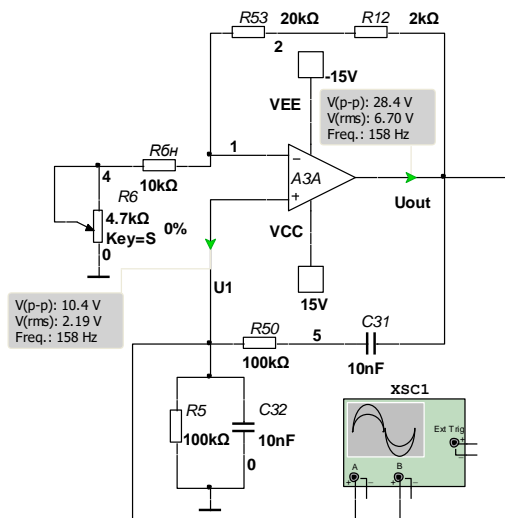 R53
20kΩ
R12
2kΩ
2
-15V
VEE
V(p-p): 28.4 V
V(rms): 6.70 V
Freq.: 158 Hz
Rбн
1
4
10kΩ
A3A
−
+
R6
4.7kΩ
Key=S
0%
0
VCC
Uout
15V
U1
V(p-p): 10.4 V
V(rms): 2.19 V
Freq.: 158 Hz
R50
5
C31
100kΩ
10nF
XSC1
R5
C32
100kΩ
10nF
0
Ext Trig
+
−
A
B
+ − + −